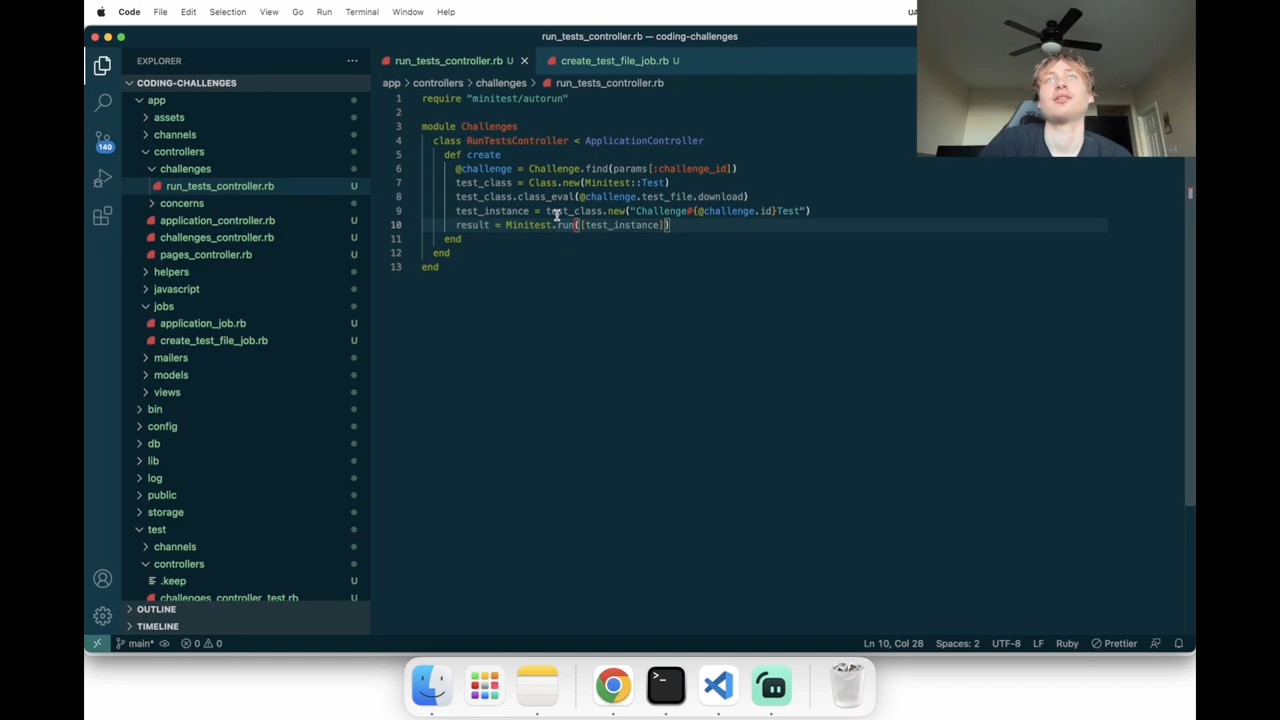 Code File Edit Selection View Go Run Terminal Window Help
run_tests_controller.rb — coding-challenges
EXPLORER
CODING-CHALLENGES
app
assets
channels
controllers
challenges
run_tests_controller.rb U
concerns
application_controller.rb U
challenges_controller.rb U
pages_controller.rb U
helpers
javascript
jobs
application_job.rb U
create_test_file_job.rb U
mailers
models
views
bin
config
db
lib
log
public
storage
test
channels
controllers
.keep U
challenges_controller_test.rb U
OUTLINE
TIMELINE
140
run_tests_controller.rb U
create_test_file_job.rb U
app > controllers > challenges > run_tests_controller.rb
1 require "minitest/autorun"
2
3 module Challenges
4 class RunTestsController < ApplicationController
5 def create
6 @challenge = Challenge.find(params[:challenge_id])
7 test_class = Class.new(Minitest::Test)
8 test_class.class_eval(@challenge.test_file.download)
9 test_instance = test_class.new("Challenge#{@challenge.id}Test")
10 result = Minitest.run([test_instance])
11 end
12 end
13 end
main* 0 0 Ln 10, Col 28 Spaces: 2 UTF-8 LF Ruby Prettier